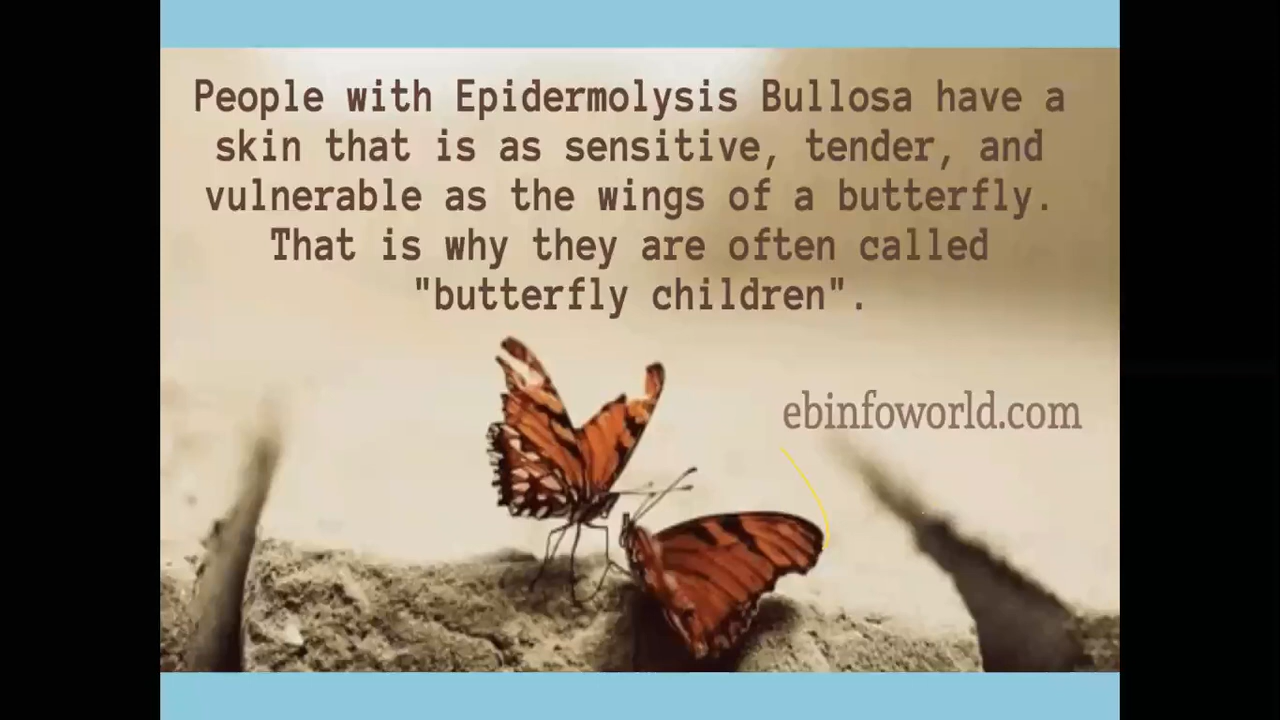 People with Epidermolysis Bullosa have a
skin that is as sensitive, tender, and
vulnerable as the wings of a butterfly.
That is why they are often called
"butterfly children".
ebinfoworld.com